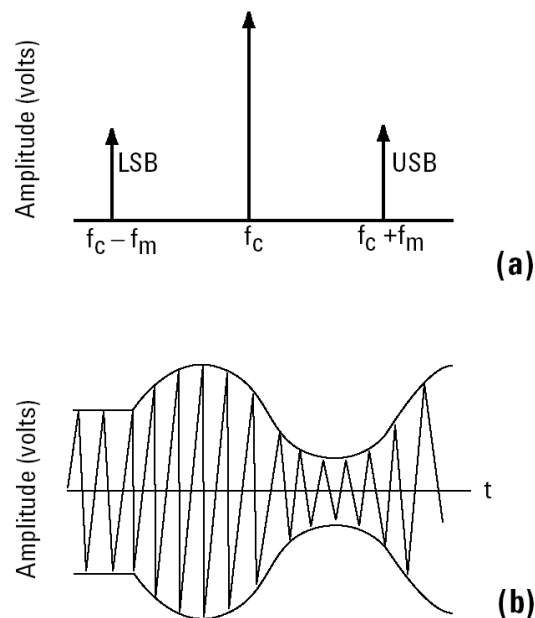 Amplitude (volts)
LSB
USB
f_c – f_m
f_c
f_c + f_m
(a)
Amplitude (volts)
t
(b)